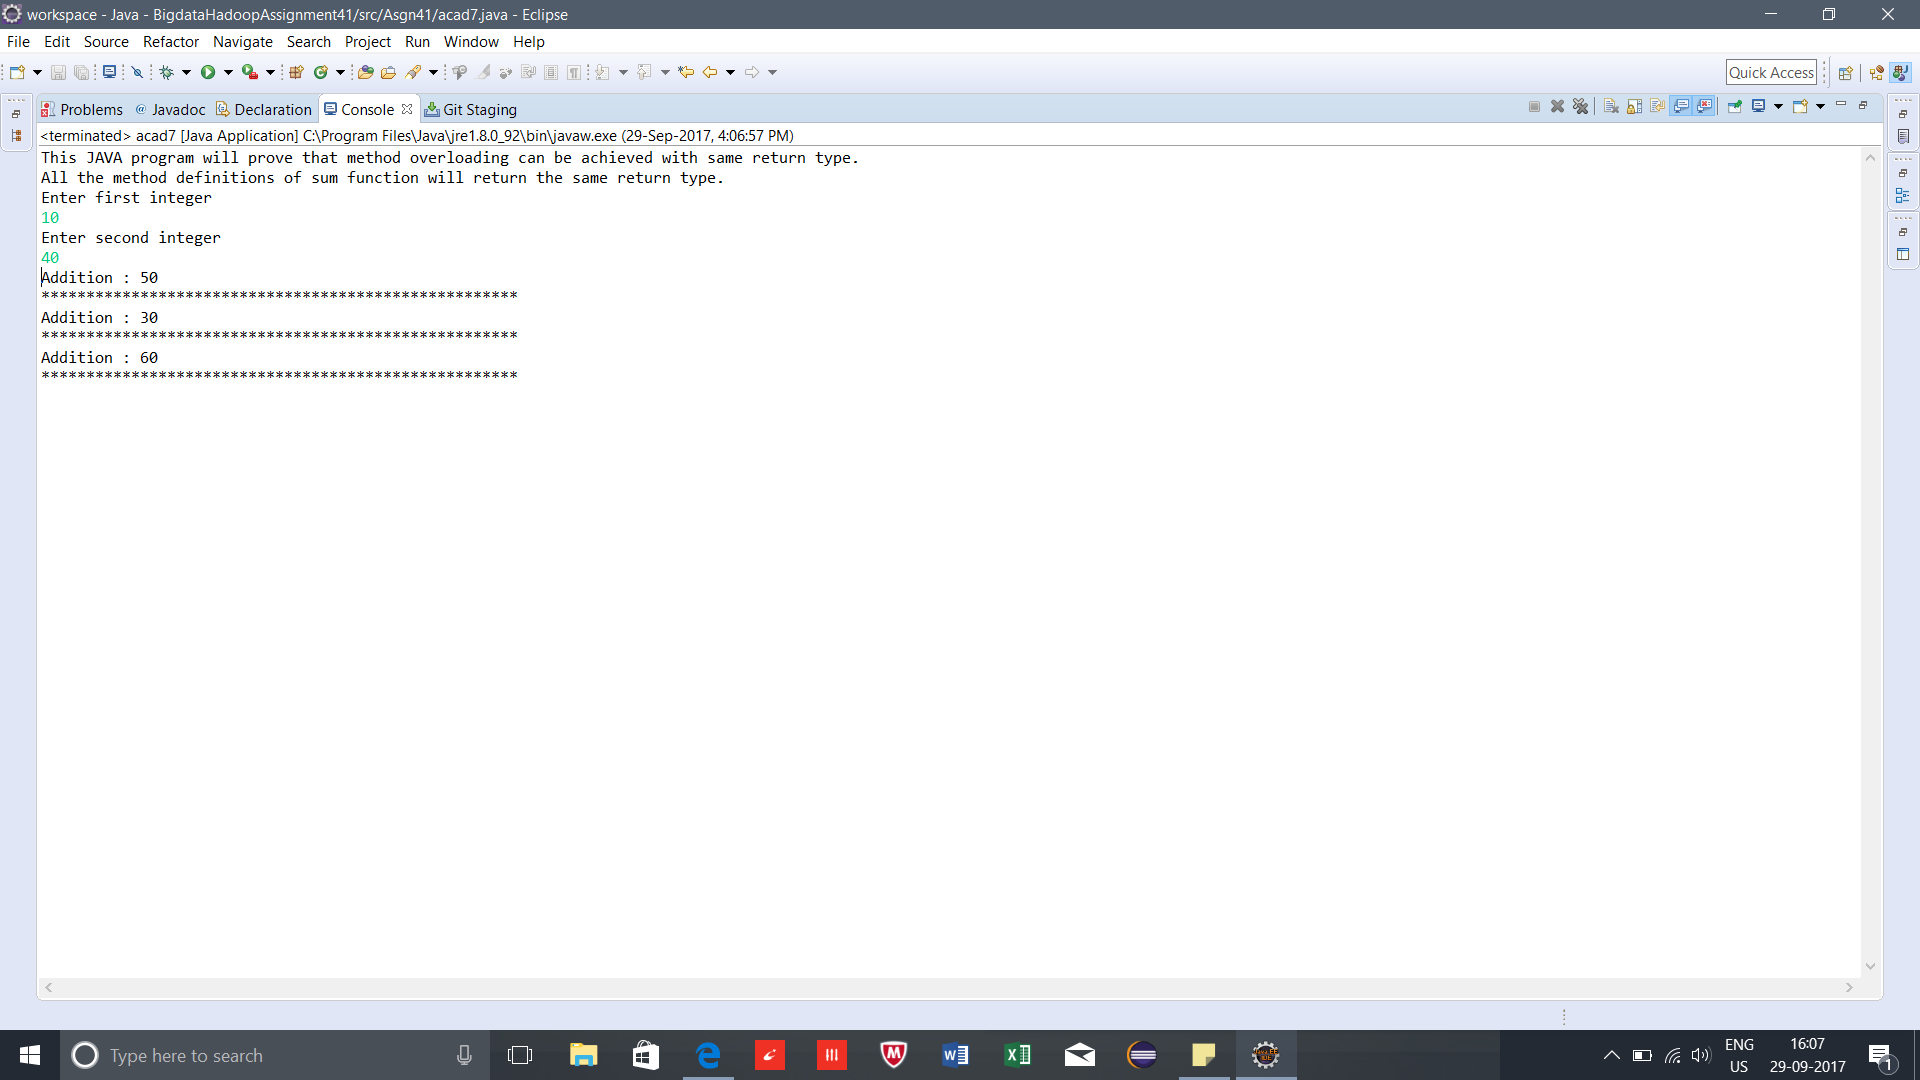 workspace - Java - BigdataHadoopAssignment41/src/Asgn41/acad7.java - Eclipse
File Edit Source Refactor Navigate Search Project Run Window Help
Quick Access
Problems @ Javadoc Declaration Console Git Staging
<terminated> acad7 [Java Application] C:\Program Files\Java\jre1.8.0_92\bin\javaw.exe (29-Sep-2017, 4:06:57 PM)
This JAVA program will prove that method overloading can be achieved with same return type.
All the method definitions of sum function will return the same return type.
Enter first integer
10
Enter second integer
40
Addition : 50
*****************************************************
Addition : 30
*****************************************************
Addition : 60
*****************************************************
Type here to search
ENG
US
16:07
29-09-2017
1